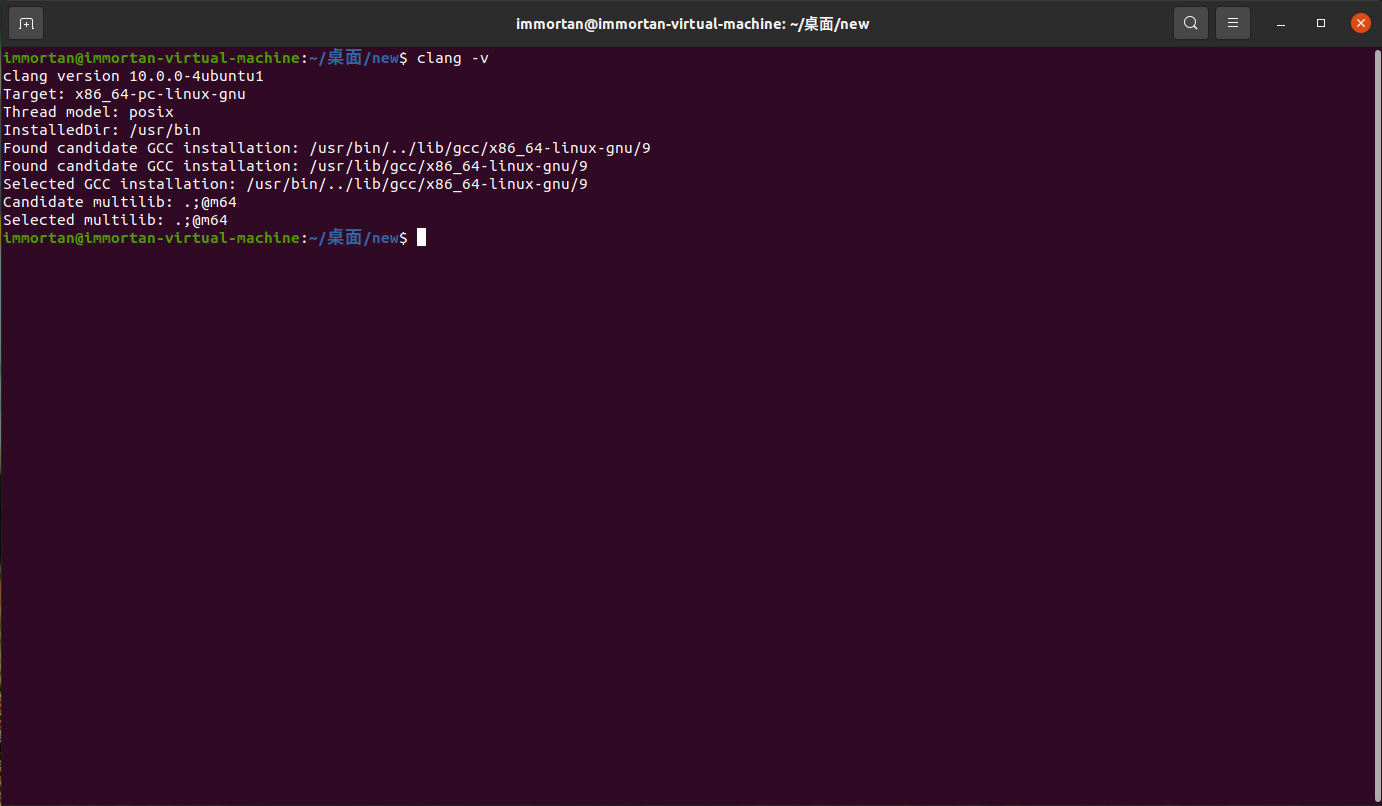 immortan@immortan-virtual-machine: ~/桌面/new
immortan@immortan-virtual-machine:~/桌面/new$ clang -v
clang version 10.0.0-4ubuntu1
Target: x86_64-pc-linux-gnu
Thread model: posix
InstalledDir: /usr/bin
Found candidate GCC installation: /usr/bin/../lib/gcc/x86_64-linux-gnu/9
Found candidate GCC installation: /usr/lib/gcc/x86_64-linux-gnu/9
Selected GCC installation: /usr/bin/../lib/gcc/x86_64-linux-gnu/9
Candidate multilib: .;@m64
Selected multilib: .;@m64
immortan@immortan-virtual-machine:~/桌面/new$